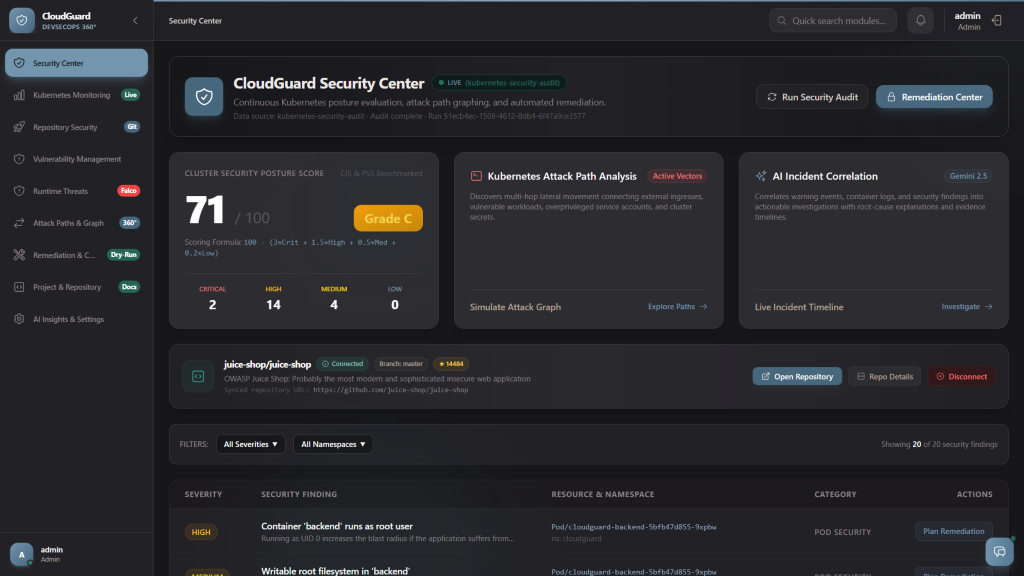 CloudGuard
DEVSECOPS 360°
Security Center
Quick search modules...
admin
Admin
Security Center
Kubernetes Monitoring Live
Repository Security Git
Vulnerability Management
Runtime Threats Falco
Attack Paths & Graph 360°
Remediation & C... Dry-Run
Project & Repository Docs
AI Insights & Settings
A
admin
Admin
CloudGuard Security Center LIVE (kubernetes-security-audit)
Continuous Kubernetes posture evaluation, attack path graphing, and automated remediation.
Data source: kubernetes-security-audit · Audit complete · Run 51ecb4ec-1509-4612-8db4-6f47a9ce3577
Run Security Audit
Remediation Center
CLUSTER SECURITY POSTURE SCORE CIS & PSS Benchmarked
71 / 100
Grade C
Scoring Formula: 100 - (3×Crit + 1.5×High + 0.5×Med +
0.2×Low)
CRITICAL HIGH MEDIUM LOW
2 14 4 0
Kubernetes Attack Path Analysis Active Vectors
Discovers multi-hop lateral movement connecting external ingresses,
vulnerable workloads, overprivileged service accounts, and cluster
secrets.
Simulate Attack Graph Explore Paths →
AI Incident Correlation Gemini 2.5
Correlates warning events, container logs, and security findings into
actionable investigations with root-cause explanations and evidence
timelines.
Live Incident Timeline Investigate →
juice-shop/juice-shop Connected Branch: master ★ 14484
OWASP Juice Shop: Probably the most modern and sophisticated insecure web application
Synced repository URL: https://github.com/juice-shop/juice-shop
Open Repository Repo Details Disconnect
FILTERS: All Severities ▼ All Namespaces ▼ Showing 20 of 20 security findings
SEVERITY SECURITY FINDING RESOURCE & NAMESPACE CATEGORY ACTIONS
HIGH Container 'backend' runs as root user Pod/cloudguard-backend-5bfb47d855-9xpbw POD SECURITY Plan Remediation
Running as UID 0 increases the blast radius if the application suffers from... ns: cloudguard
MEDIUM Writable root filesystem in 'backend' Pod/cloudguard-backend-5bfb47d855-9xpbw POD SECURITY Plan Remediation